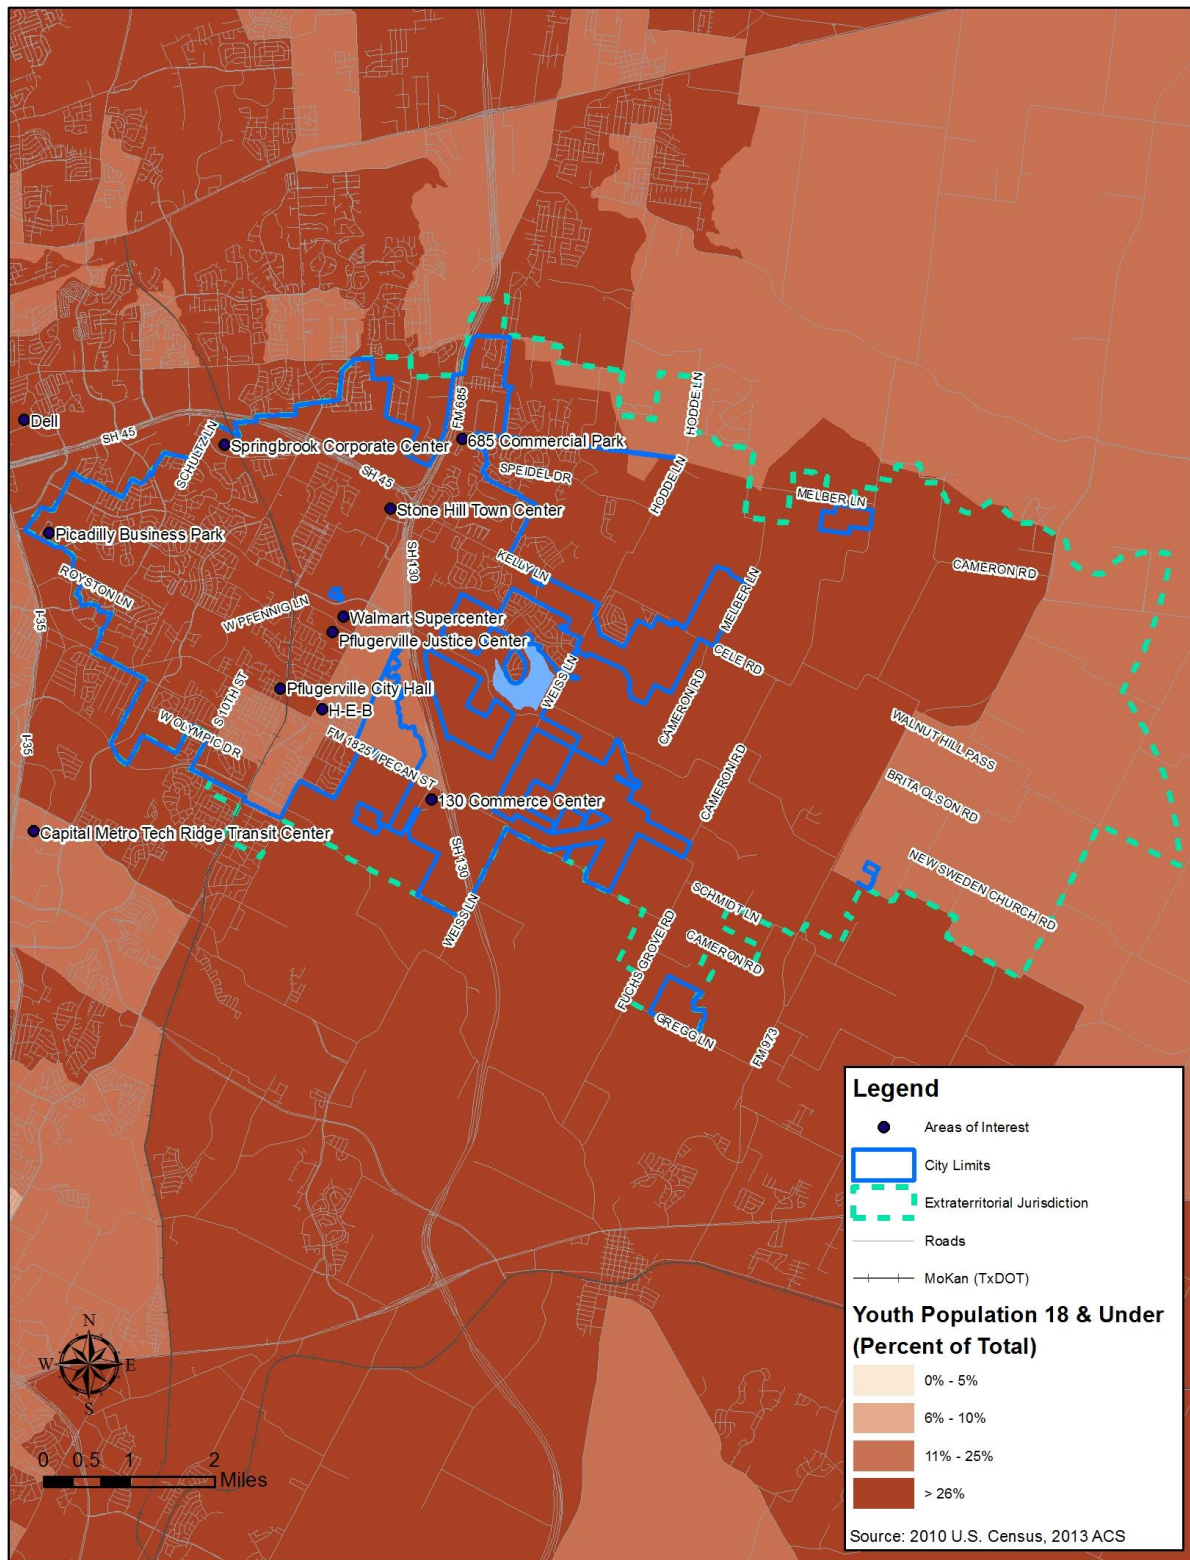 HODDE LN
FM 685
Dell
SH 45
SCHULTZ LN
Springbrook Corporate Center
685 Commercial Park
SH 45
SPEIDEL DR
HODDE LN
MELBER LN
Stone Hill Town Center
Picadilly Business Park
SH 130
KELLY LN
CAMERON RD
ROYSTON LN
I-35
W PFENNIG LN
MELBER LN
Walmart Supercenter
Pflugerville Justice Center
CELE RD
WEISS LN
Pflugerville City Hall
S 10TH ST
H-E-B
CAMERON RD
I-35
W OLYMPIC DR
FM 1825 / PECAN ST
WALNUT HILL PASS
BRITA OLSON RD
CAMERON RD
130 Commerce Center
Capital Metro Tech Ridge Transit Center
SH 130
NEW SWEDEN CHURCH RD
SCHMIDT LN
WEISS LN
CAMERON RD
FUCHS GROVE RD
GREGG LN
FM 973
Legend
Areas of Interest
City Limits
Extraterritorial Jurisdiction
Roads
MoKan (TxDOT)
Youth Population 18 & Under
(Percent of Total)
0% - 5%
6% - 10%
11% - 25%
> 26%
Source: 2010 U.S. Census, 2013 ACS
N
W E
S
0 0.5 1 2
Miles